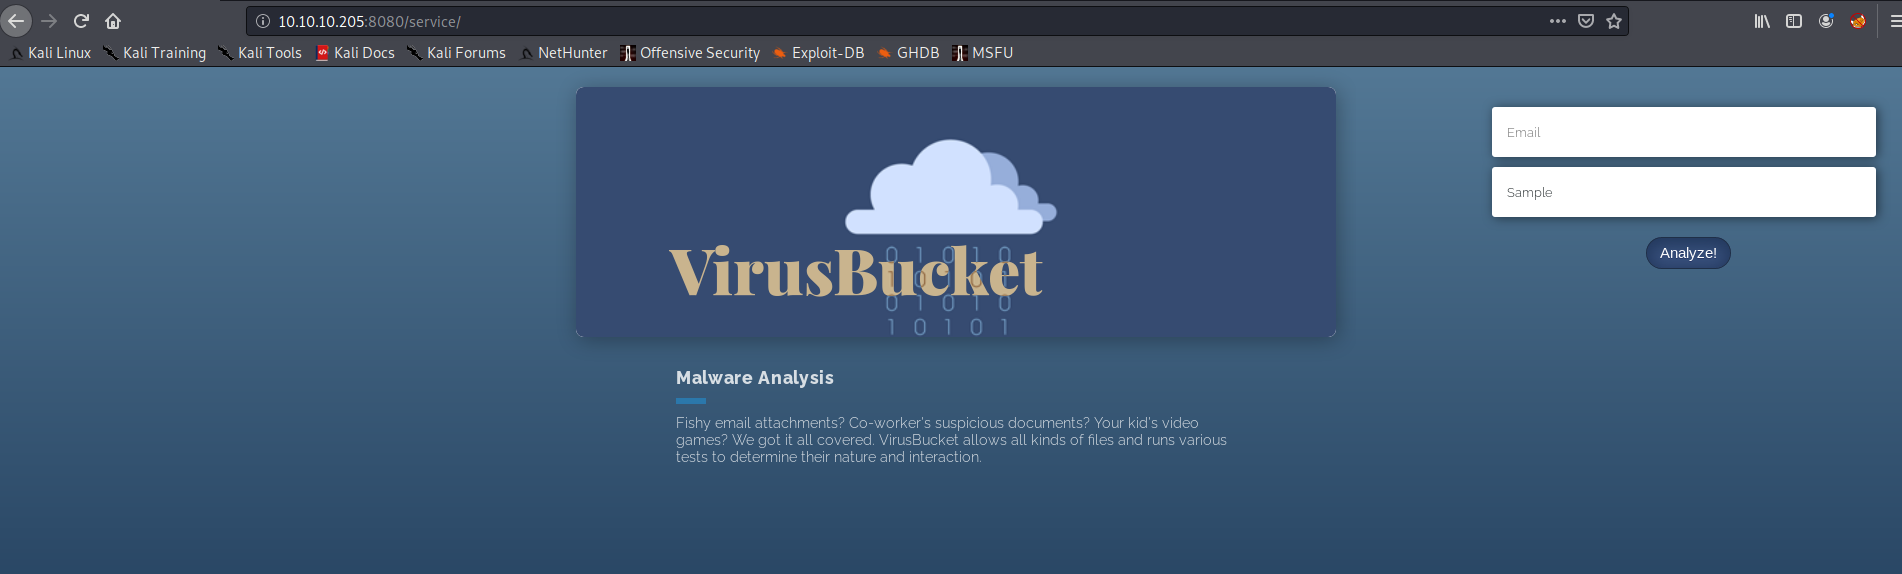 10.10.10.205:8080/service/
Kali Linux Kali Training Kali Tools Kali Docs Kali Forums NetHunter Offensive Security Exploit-DB GHDB MSFU
VirusBucket
0 1 0 1 0
1 0 1 0 1
0 1 0 1 0
1 0 1 0 1
Malware Analysis
Fishy email attachments? Co-worker's suspicious documents? Your kid's video
games? We got it all covered. VirusBucket allows all kinds of files and runs various
tests to determine their nature and interaction.
Email
Sample
Analyze!